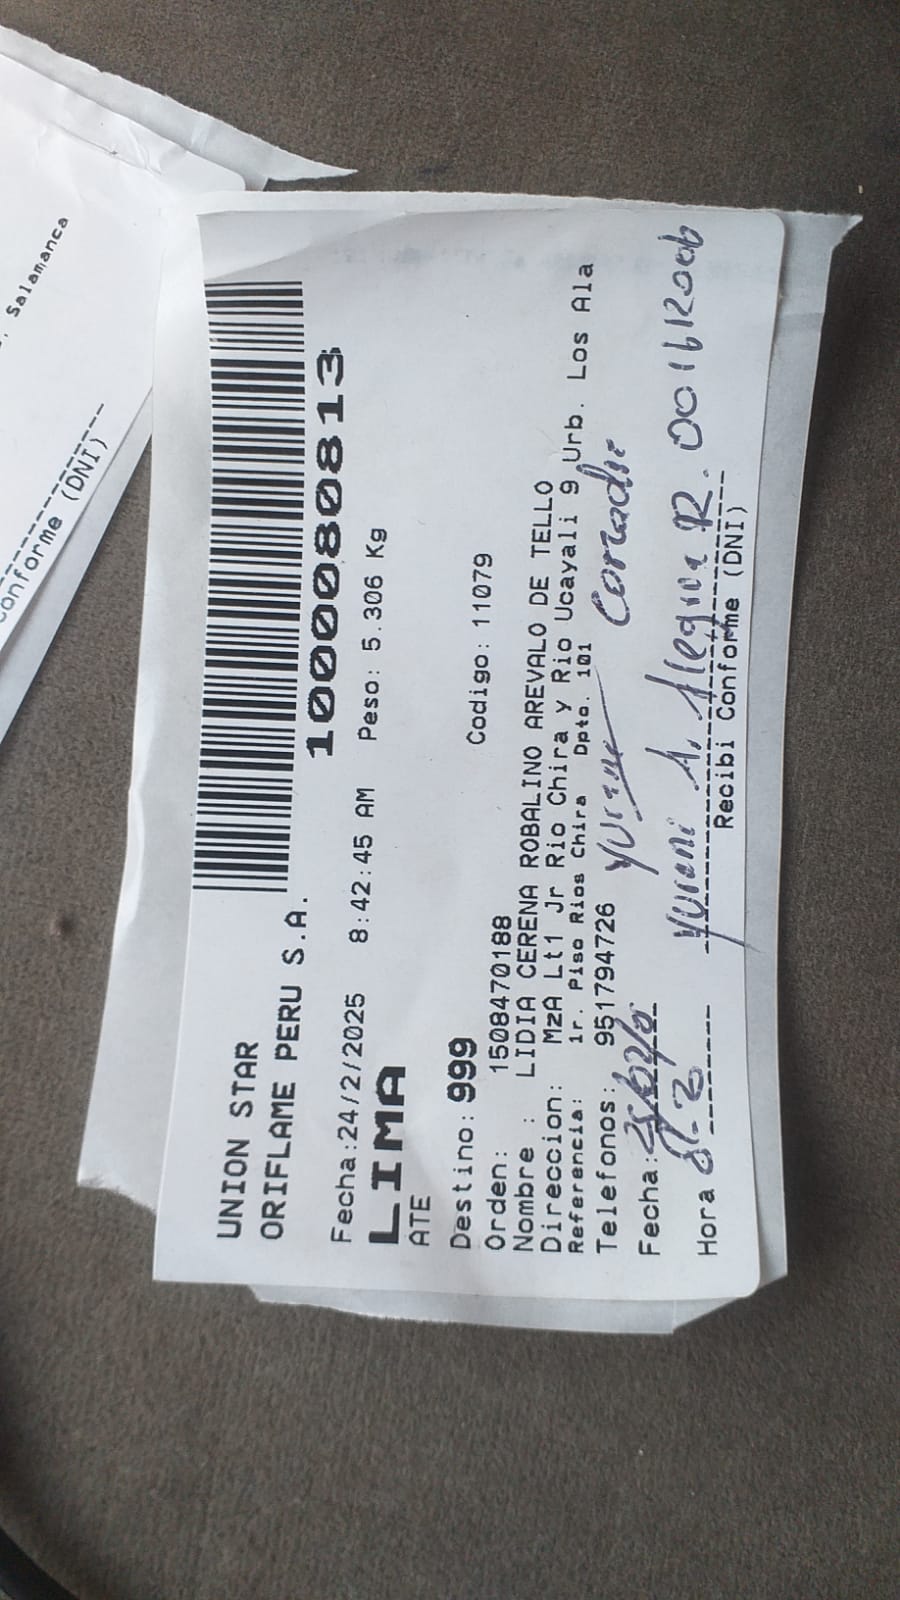 UNION STAR
ORIFLAME PERU S.A.
1000080813
Fecha:24/2/2025 8:42:45 AM Peso: 5.306 Kg
LIMA
ATE
Destino: 999 Codigo: 11079
Orden: 1508470188
Nombre : LIDIA CERENA ROBALINO AREVALO DE TELLO
Direccion: MzA Lt1 Jr Rio Chira y Rio Ucayali 9 Urb. Los Ala
Referencia: 1r. Piso Rios Chira Dpto. 101
Telefonos: 951794726
Fecha:
Hora
Yurani A. 001612006
Recibi Conforme (DNI)
Salamanca
conforme (DNI)